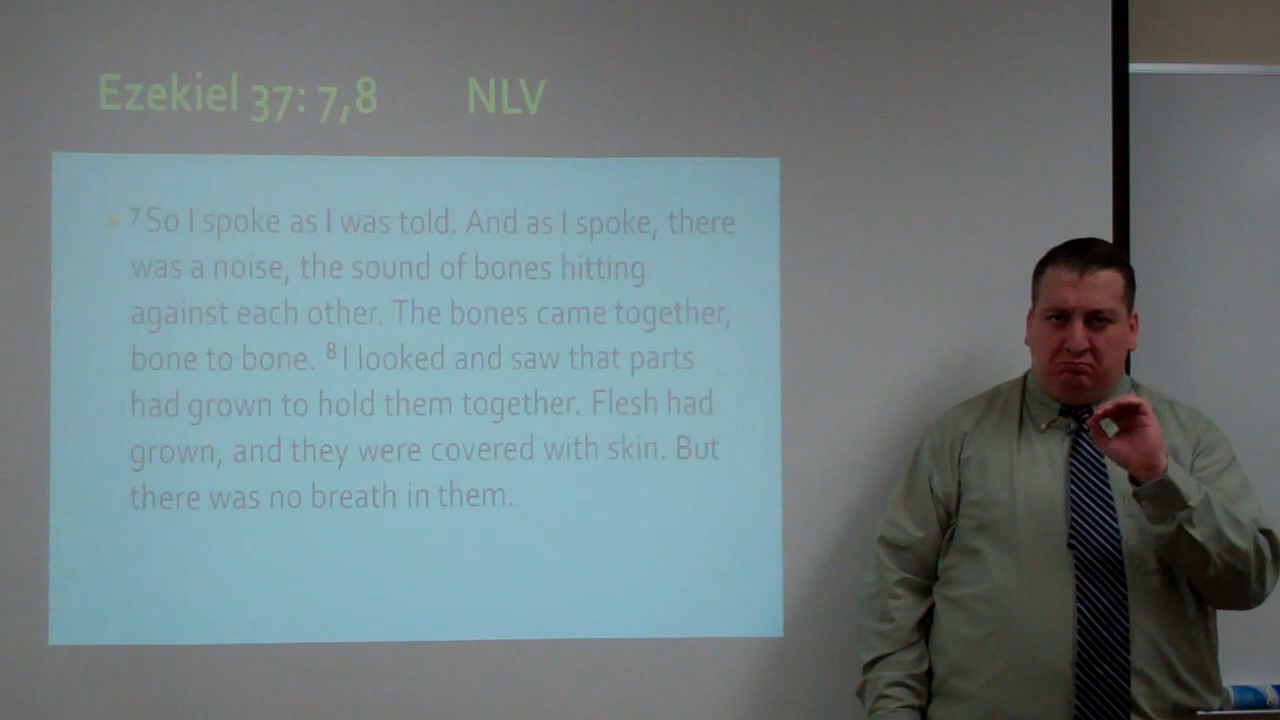 Ezekiel 37: 7,8 NLV
7 So I spoke as I was told. And as I spoke, there
was a noise, the sound of bones hitting
against each other. The bones came together,
bone to bone. 8 I looked and saw that parts
had grown to hold them together. Flesh had
grown, and they were covered with skin. But
there was no breath in them.